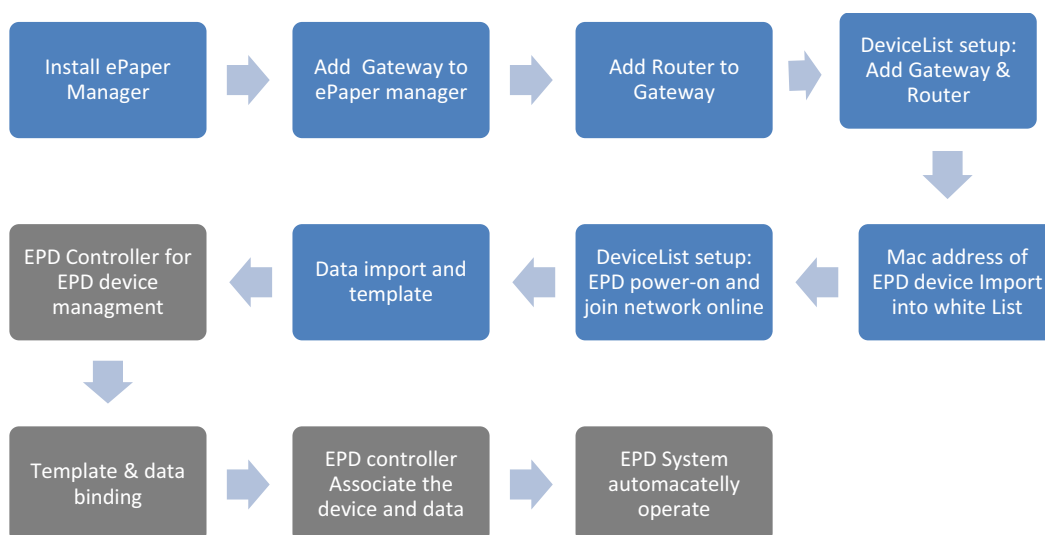 Install ePaper
Manager
Add Gateway to
ePaper manager
Add Router to
Gateway
DeviceList setup:
Add Gateway &
Router
Mac address of
EPD device Import
into white List
DeviceList setup:
EPD power-on and
join network online
Data import and
template
EPD Controller for
EPD device
managment
Template & data
binding
EPD controller
Associate the
device and data
EPD System
automacatelly
operate